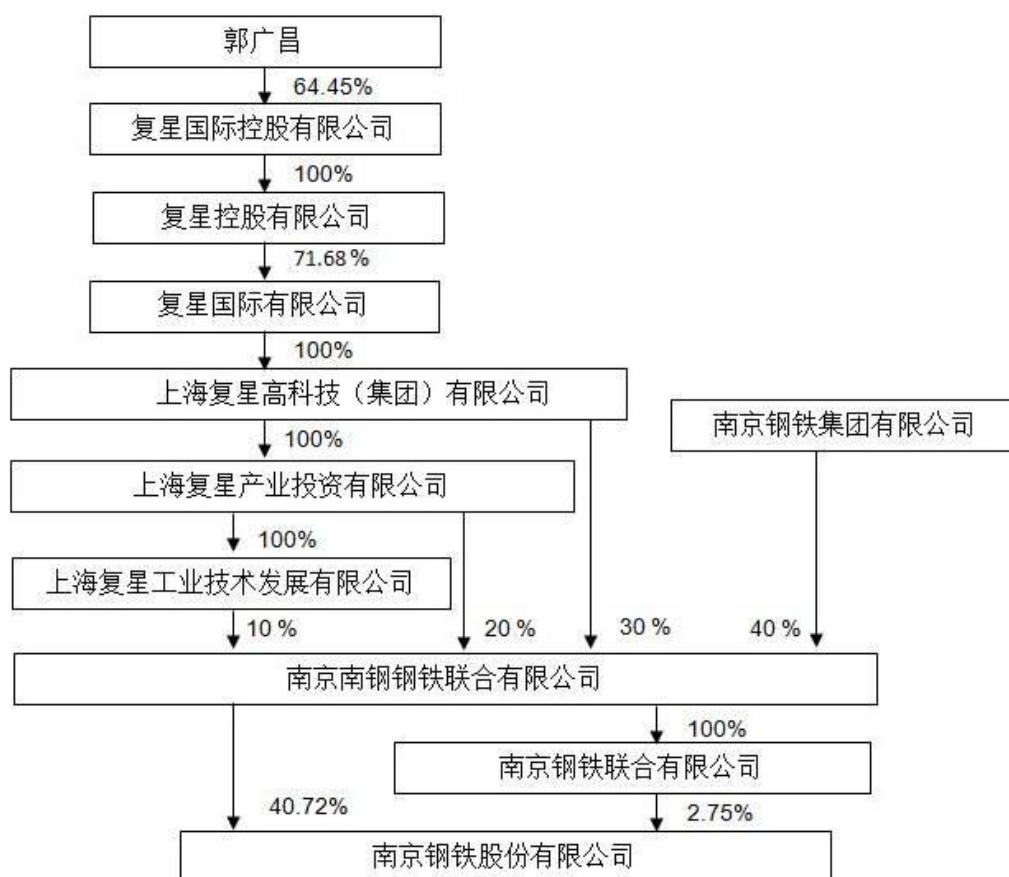 郭广昌
64.45%
复星国际控股有限公司
100%
复星控股有限公司
71.68%
复星国际有限公司
100%
上海复星高科技（集团）有限公司
南京钢铁集团有限公司
100%
上海复星产业投资有限公司
100%
上海复星工业技术发展有限公司
10 %
20 %
30 %
40 %
南京南钢钢铁联合有限公司
100%
南京钢铁联合有限公司
40.72%
2.75%
南京钢铁股份有限公司